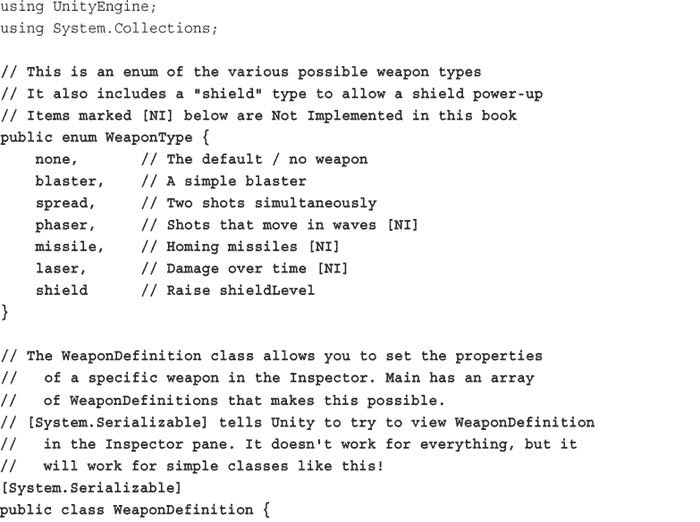 using UnityEngine;
using System.Collections;

// This is an enum of the various possible weapon types
// It also includes a "shield" type to allow a shield power-up
// Items marked [NI] below are Not Implemented in this book
public enum WeaponType {
    none,       // The default / no weapon
    blaster,    // A simple blaster
    spread,     // Two shots simultaneously
    phaser,     // Shots that move in waves [NI]
    missile,    // Homing missiles [NI]
    laser,      // Damage over time [NI]
    shield      // Raise shieldLevel
}

// The WeaponDefinition class allows you to set the properties
//   of a specific weapon in the Inspector. Main has an array
//   of WeaponDefinitions that makes this possible.
// [System.Serializable] tells Unity to try to view WeaponDefinition
//   in the Inspector pane. It doesn't work for everything, but it
//   will work for simple classes like this!
[System.Serializable]
public class WeaponDefinition {